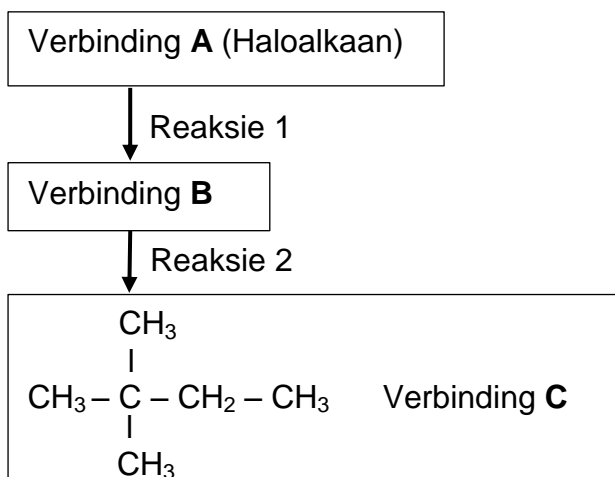 Verbinding A (Haloalkaan)
Reaksie 1
Verbinding B
Reaksie 2
CH₃
CH₃ – C – CH₂ – CH₃ Verbinding C
CH₃